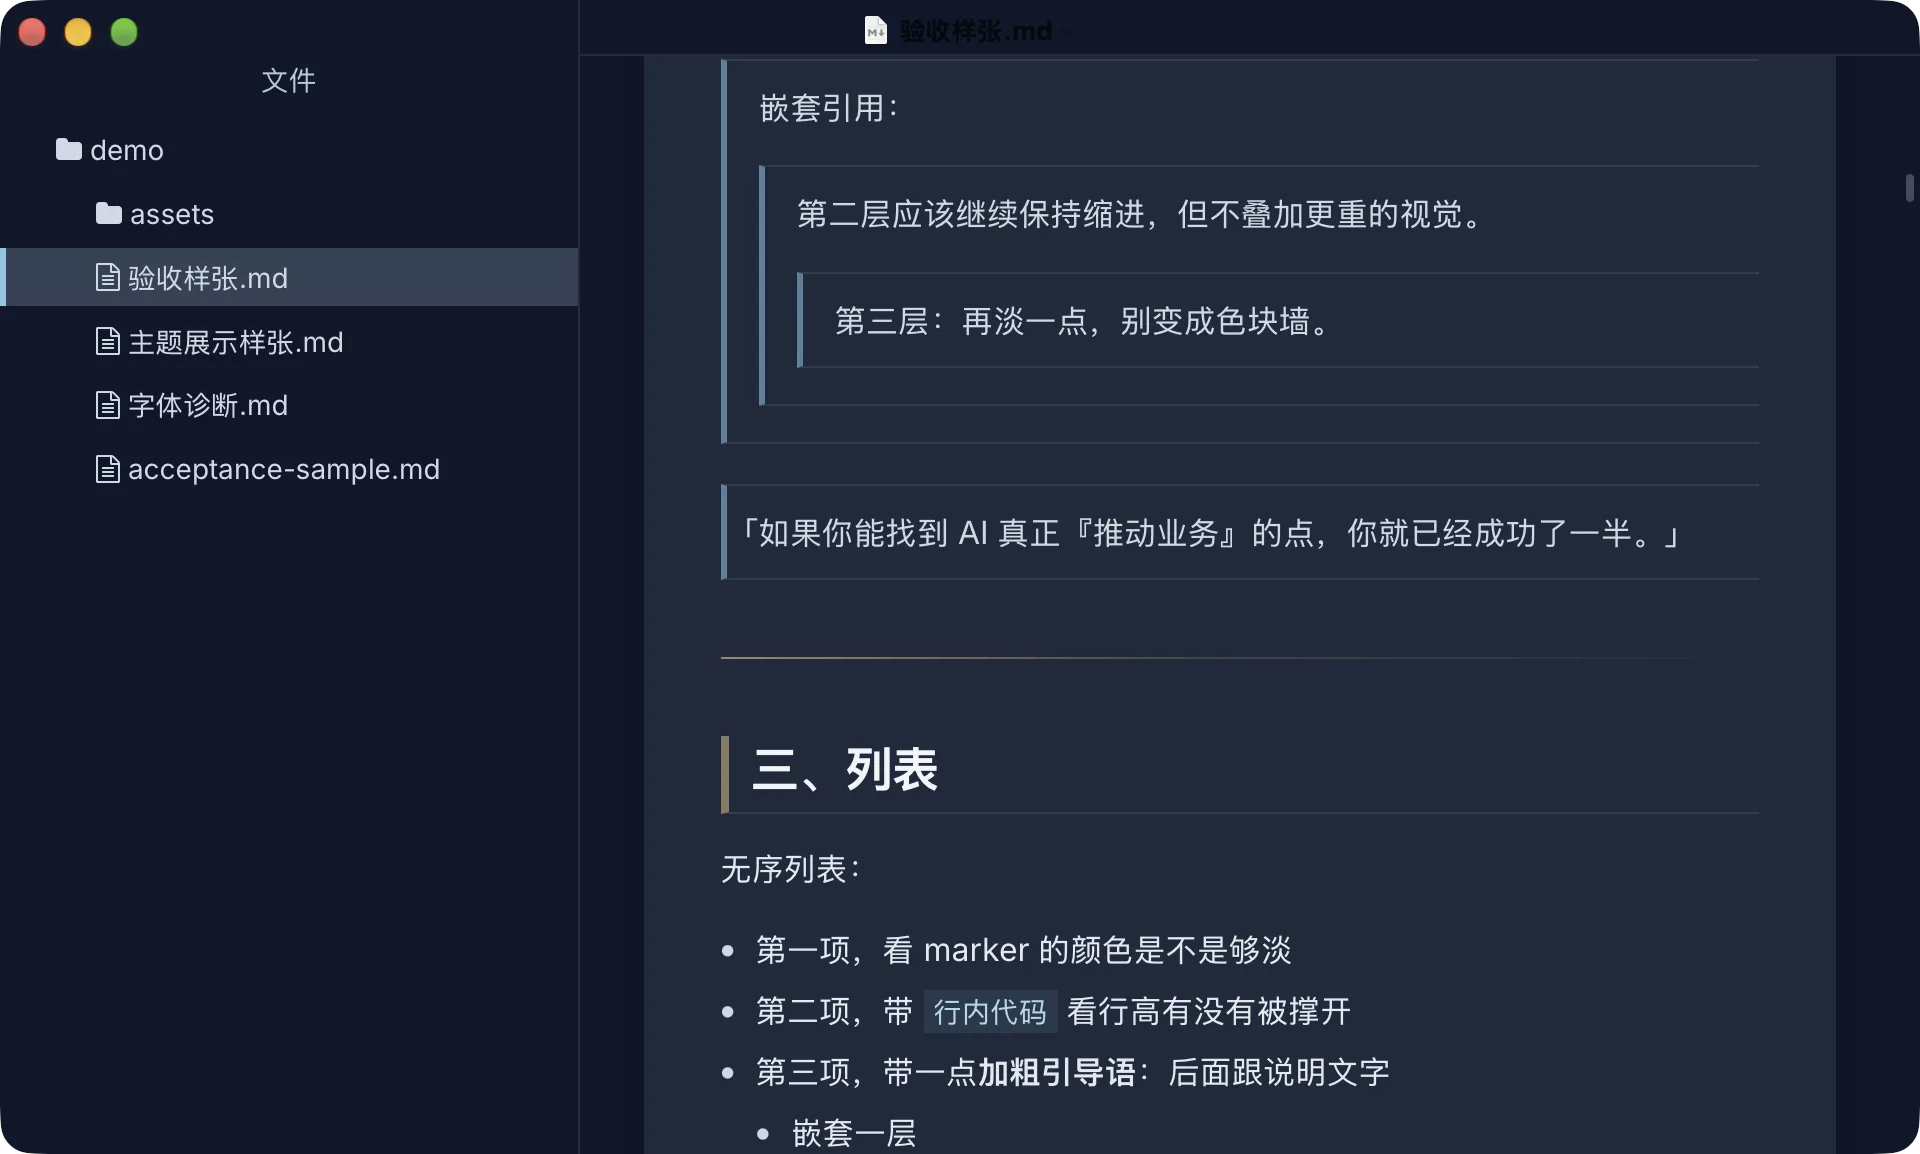 验收样张.md
文件
demo
assets
验收样张.md
主题展示样张.md
字体诊断.md
acceptance-sample.md
嵌套引用：
第二层应该继续保持缩进，但不叠加更重的视觉。
第三层：再淡一点，别变成色块墙。
「如果你能找到 AI 真正『推动业务』的点，你就已经成功了一半。」
三、列表
无序列表：
第一项，看 marker 的颜色是不是够淡
第二项，带 行内代码 看行高有没有被撑开
第三项，带一点加粗引导语：后面跟说明文字
嵌套一层